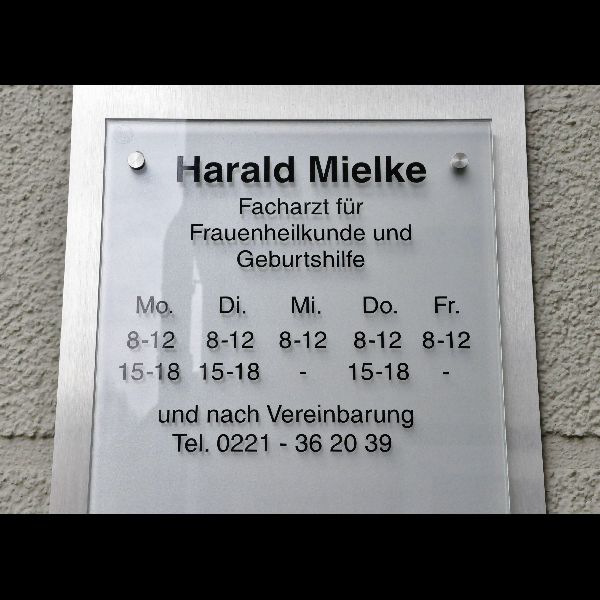 Harald Mielke
Facharzt für
Frauenheilkunde und
Geburtshilfe
Mo. Di. Mi. Do. Fr.
8-12 8-12 8-12 8-12 8-12
15-18 15-18 - 15-18 -
und nach Vereinbarung
Tel. 0221 - 36 20 39